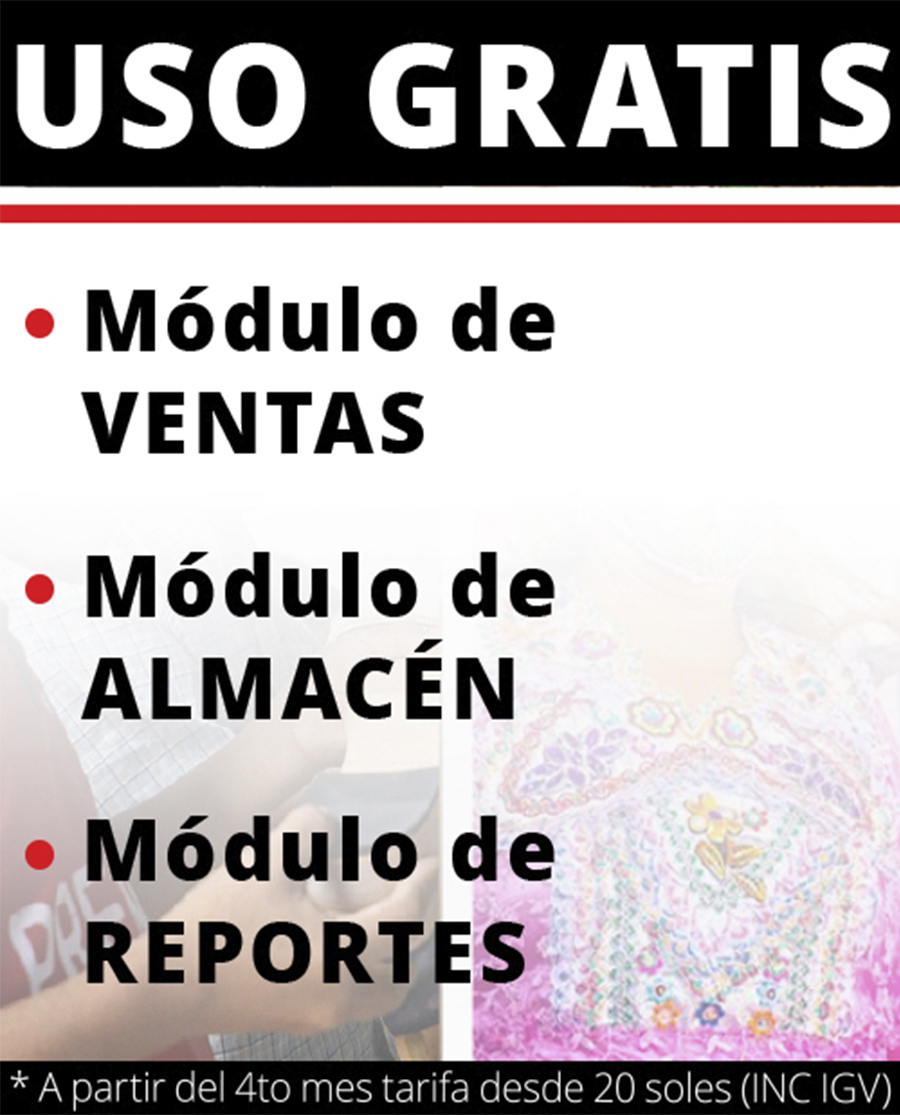 USO GRATIS
• Módulo de
VENTAS
• Módulo de
ALMACÉN
• Módulo de
REPORTES
* A partir del 4to mes tarifa desde 20 soles (INC IGV)